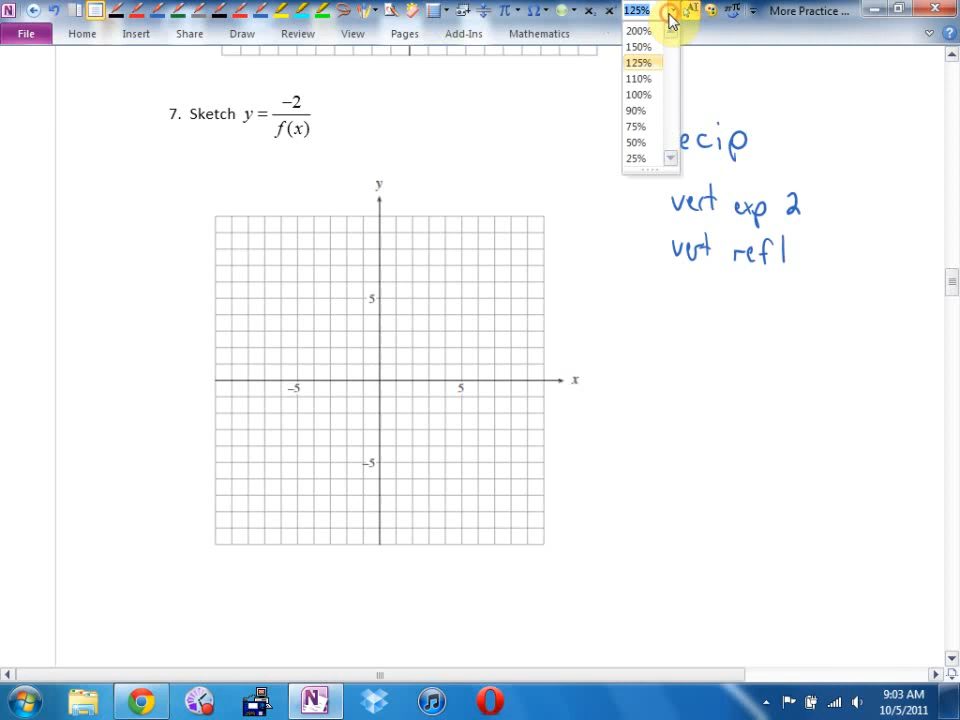 125%
More Practice ...
File Home Insert Share Draw Review View Pages Add-Ins Mathematics
200%
150%
125%
110%
100%
90%
75%
50%
25%
7. Sketch y = -2 / f(x)
ecip
vert exp 2
vert refl
y
5
-5
5
x
-5
9:03 AM
10/5/2011